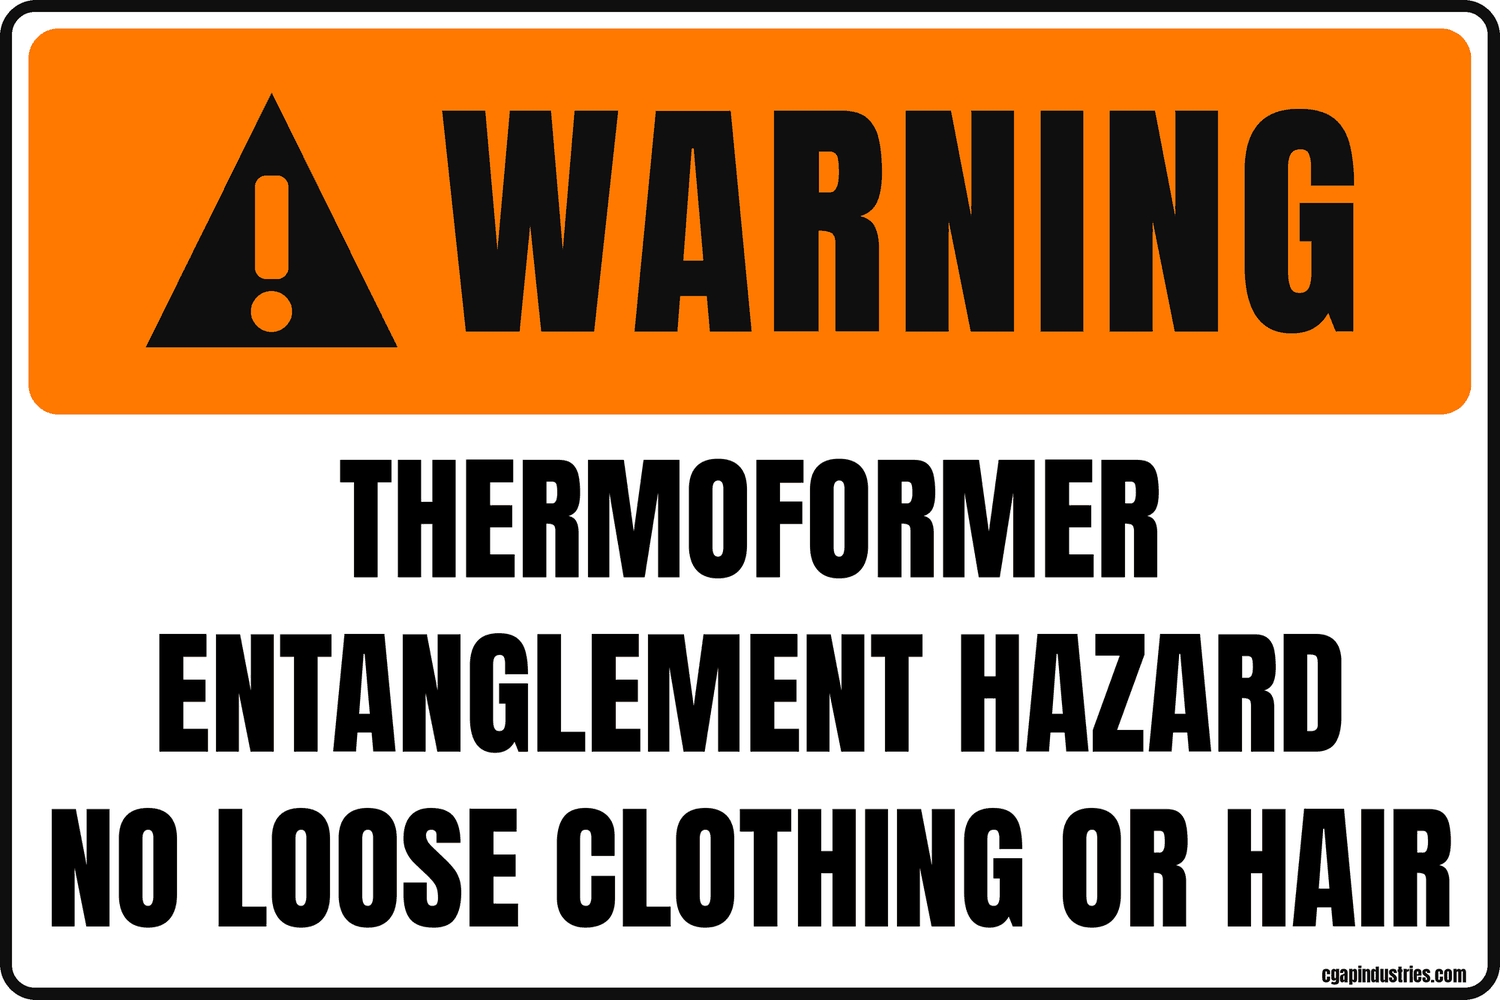 WARNING
THERMOFORMER
ENTANGLEMENT HAZARD
NO LOOSE CLOTHING OR HAIR
cgapindustries.com